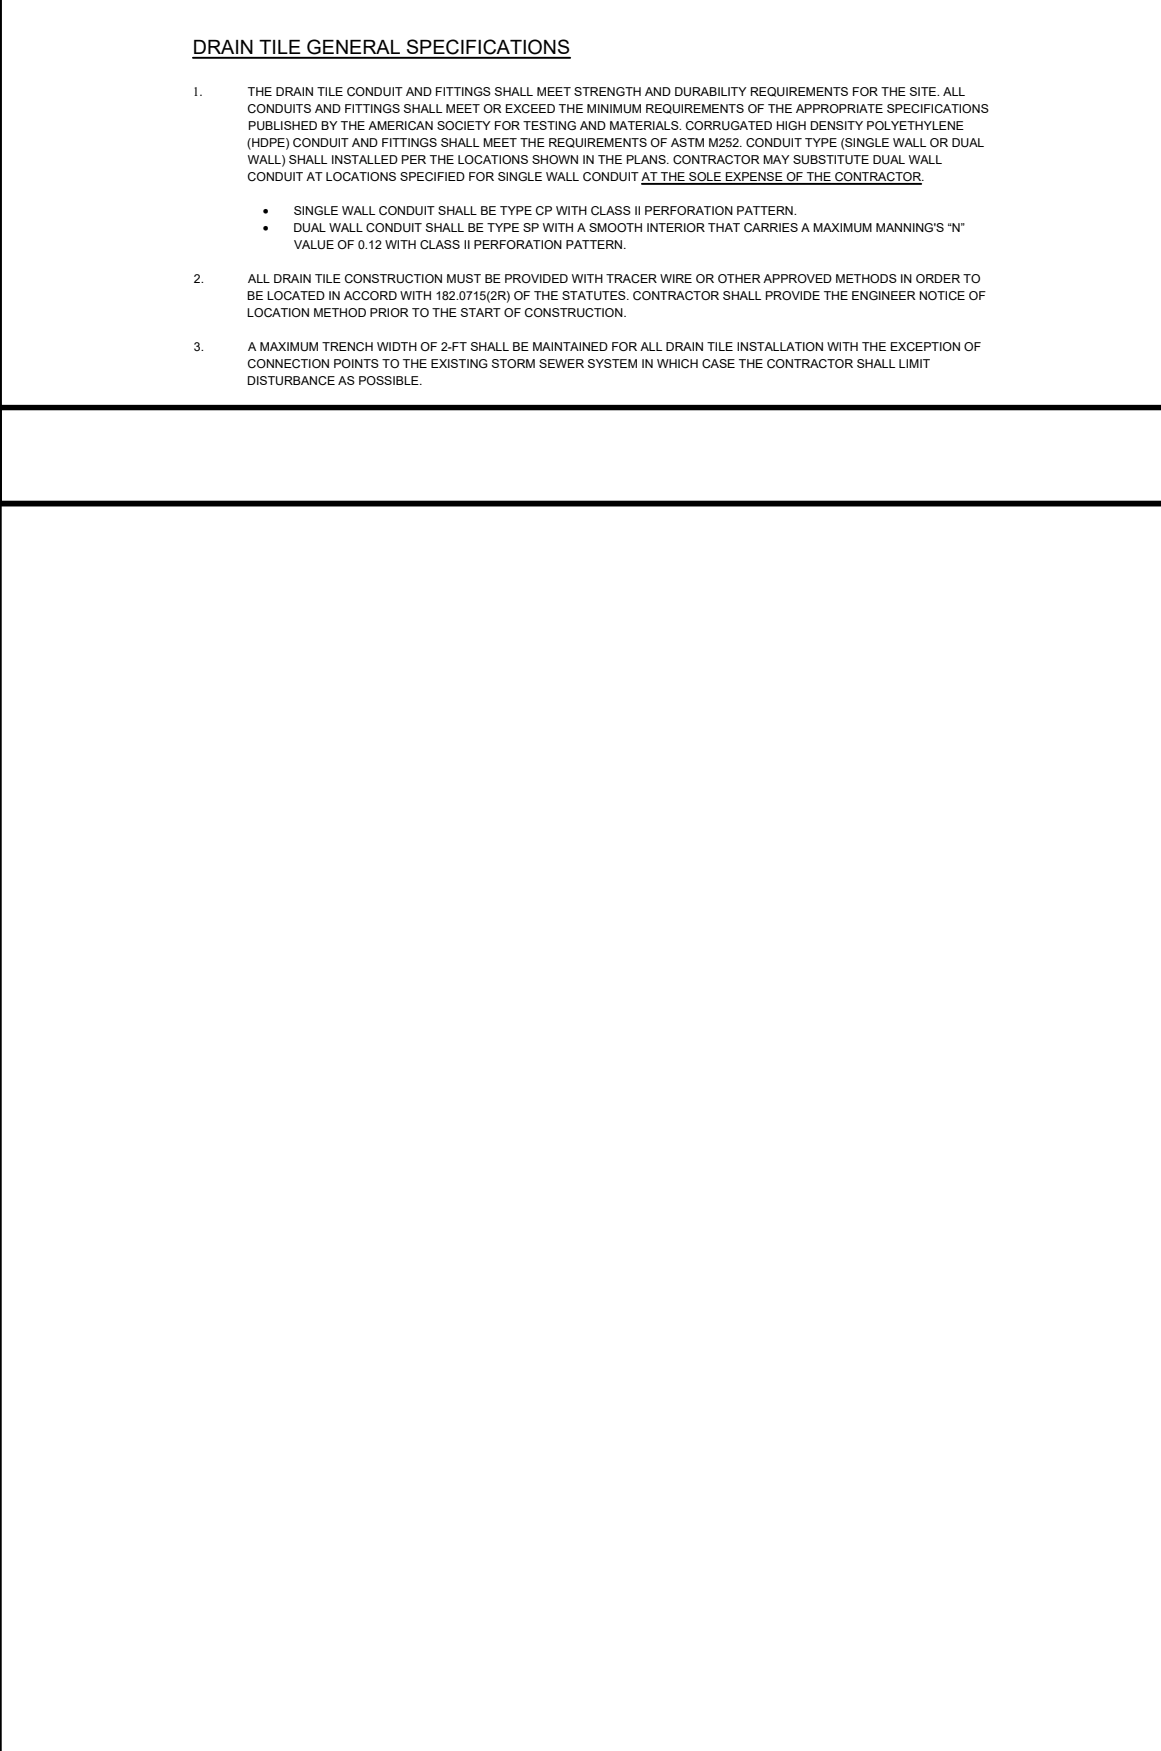 DRAIN TILE GENERAL SPECIFICATIONS
1. THE DRAIN TILE CONDUIT AND FITTINGS SHALL MEET STRENGTH AND DURABILITY REQUIREMENTS FOR THE SITE. ALL
CONDUITS AND FITTINGS SHALL MEET OR EXCEED THE MINIMUM REQUIREMENTS OF THE APPROPRIATE SPECIFICATIONS
PUBLISHED BY THE AMERICAN SOCIETY FOR TESTING AND MATERIALS. CORRUGATED HIGH DENSITY POLYETHYLENE
(HDPE) CONDUIT AND FITTINGS SHALL MEET THE REQUIREMENTS OF ASTM M252. CONDUIT TYPE (SINGLE WALL OR DUAL
WALL) SHALL INSTALLED PER THE LOCATIONS SHOWN IN THE PLANS. CONTRACTOR MAY SUBSTITUTE DUAL WALL
CONDUIT AT LOCATIONS SPECIFIED FOR SINGLE WALL CONDUIT AT THE SOLE EXPENSE OF THE CONTRACTOR.
• SINGLE WALL CONDUIT SHALL BE TYPE CP WITH CLASS II PERFORATION PATTERN.
• DUAL WALL CONDUIT SHALL BE TYPE SP WITH A SMOOTH INTERIOR THAT CARRIES A MAXIMUM MANNING'S “N”
VALUE OF 0.12 WITH CLASS II PERFORATION PATTERN.
2. ALL DRAIN TILE CONSTRUCTION MUST BE PROVIDED WITH TRACER WIRE OR OTHER APPROVED METHODS IN ORDER TO
BE LOCATED IN ACCORD WITH 182.0715(2R) OF THE STATUTES. CONTRACTOR SHALL PROVIDE THE ENGINEER NOTICE OF
LOCATION METHOD PRIOR TO THE START OF CONSTRUCTION.
3. A MAXIMUM TRENCH WIDTH OF 2-FT SHALL BE MAINTAINED FOR ALL DRAIN TILE INSTALLATION WITH THE EXCEPTION OF
CONNECTION POINTS TO THE EXISTING STORM SEWER SYSTEM IN WHICH CASE THE CONTRACTOR SHALL LIMIT
DISTURBANCE AS POSSIBLE.